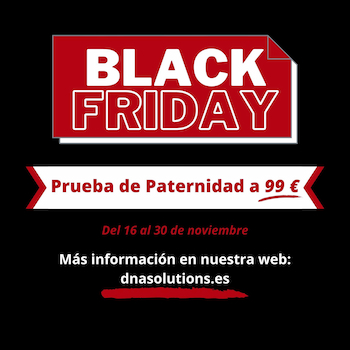 BLACK
FRIDAY
Prueba de Paternidad a 99 €
Del 16 al 30 de noviembre
Más información en nuestra web:
dnasolutions.es